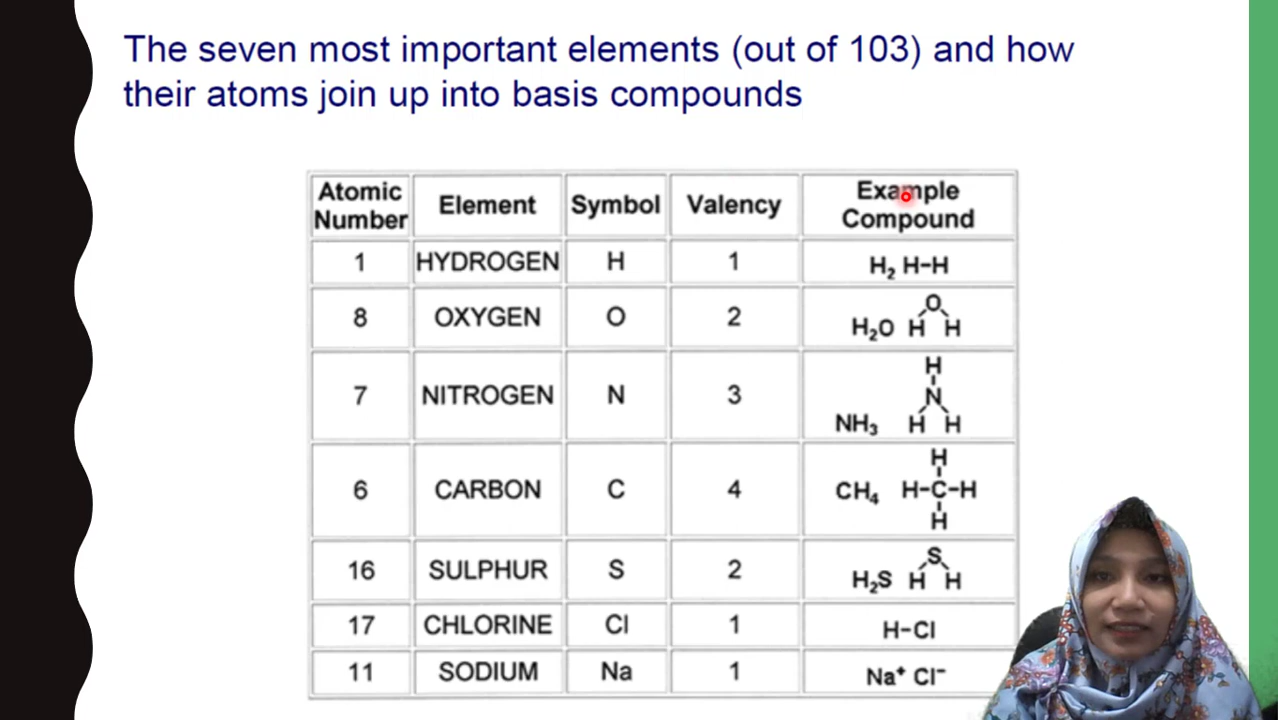 The seven most important elements (out of 103) and how
their atoms join up into basis compounds
Atomic Number Element Symbol Valency Example Compound
1 HYDROGEN H 1 H₂ H–H
8 OXYGEN O 2 H₂O H O H
7 NITROGEN N 3 NH₃ H N H H
6 CARBON C 4 CH₄ H H–C–H H
16 SULPHUR S 2 H₂S H S H
17 CHLORINE Cl 1 H–Cl
11 SODIUM Na 1 Na⁺ Cl⁻